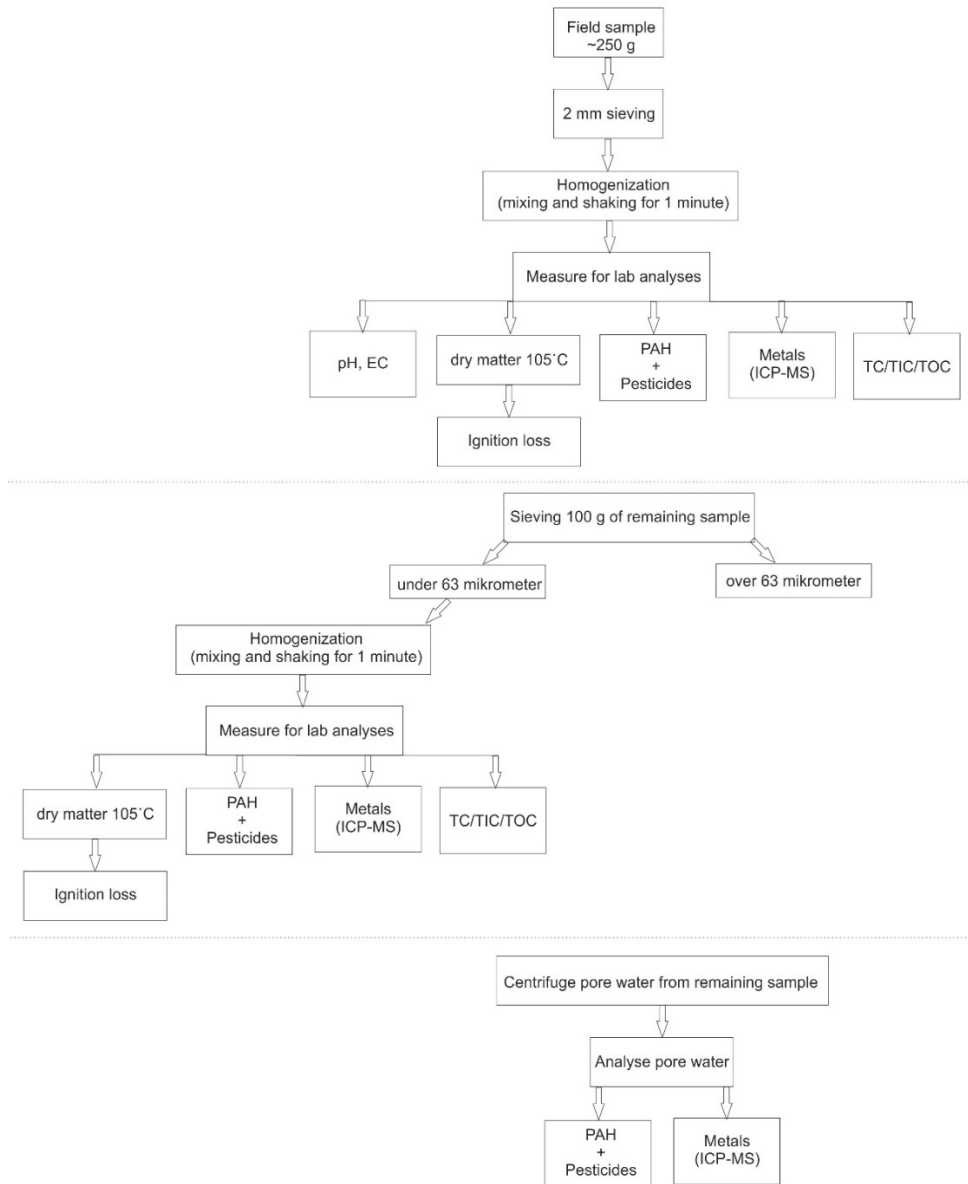 Field sample
~250 g
2 mm sieving
Homogenization
(mixing and shaking for 1 minute)
Measure for lab analyses
pH, EC
dry matter 105˚C
PAH
+
Pesticides
Metals
(ICP-MS)
TC/TIC/TOC
Ignition loss
Sieving 100 g of remaining sample
under 63 mikrometer
over 63 mikrometer
Homogenization
(mixing and shaking for 1 minute)
Measure for lab analyses
dry matter 105˚C
PAH
+
Pesticides
Metals
(ICP-MS)
TC/TIC/TOC
Ignition loss
Centrifuge pore water from remaining sample
Analyse pore water
PAH
+
Pesticides
Metals
(ICP-MS)